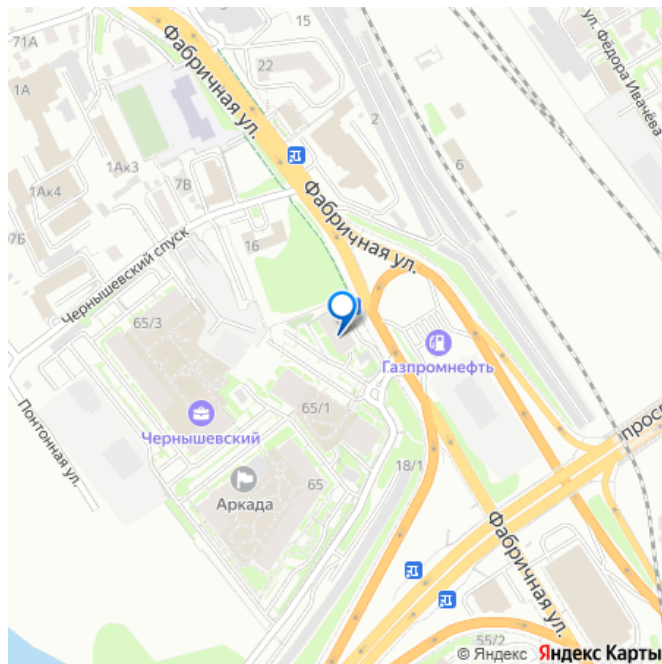 71А
15
ул. Фёдора Ивачёва
Фабричная ул.
22
1А
2
1Ак3
6
7В
1Ак4
Фабричная ул.
7Б
16
Чернышевский спуск
65/3
Газпромнефть
65/1
Чернышевский
Понтонная ул.
18/1
просп
65
Аркада
Фабричная ул.
55/2
© Яндекс Яндекс Карты